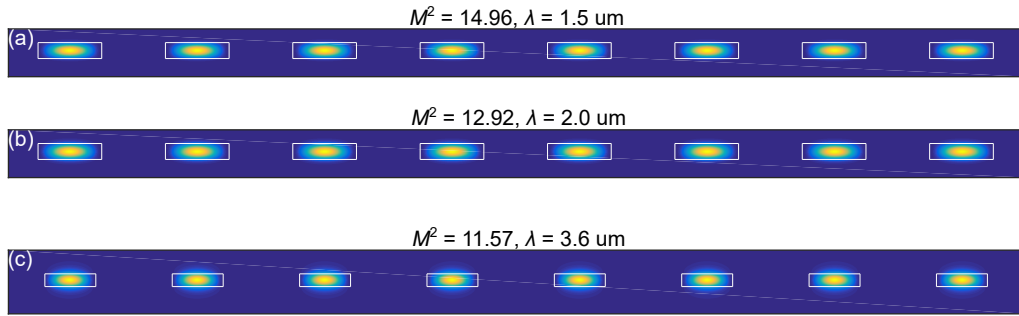 M² = 14.96, λ = 1.5 um
(a)
M² = 12.92, λ = 2.0 um
(b)
M² = 11.57, λ = 3.6 um
(c)